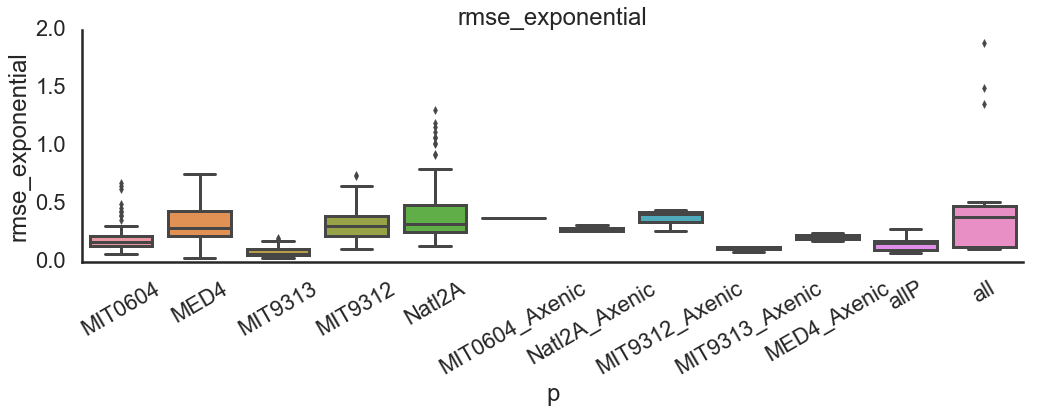 rmse_exponential
rmse_exponential
2.0
1.5
1.0
0.5
0.0
MIT0604
MED4
MIT9313
MIT9312
Natl2A
MIT0604_Axenic
Natl2A_Axenic
MIT9312_Axenic
MIT9313_Axenic
MED4_Axenic
allP
all
p